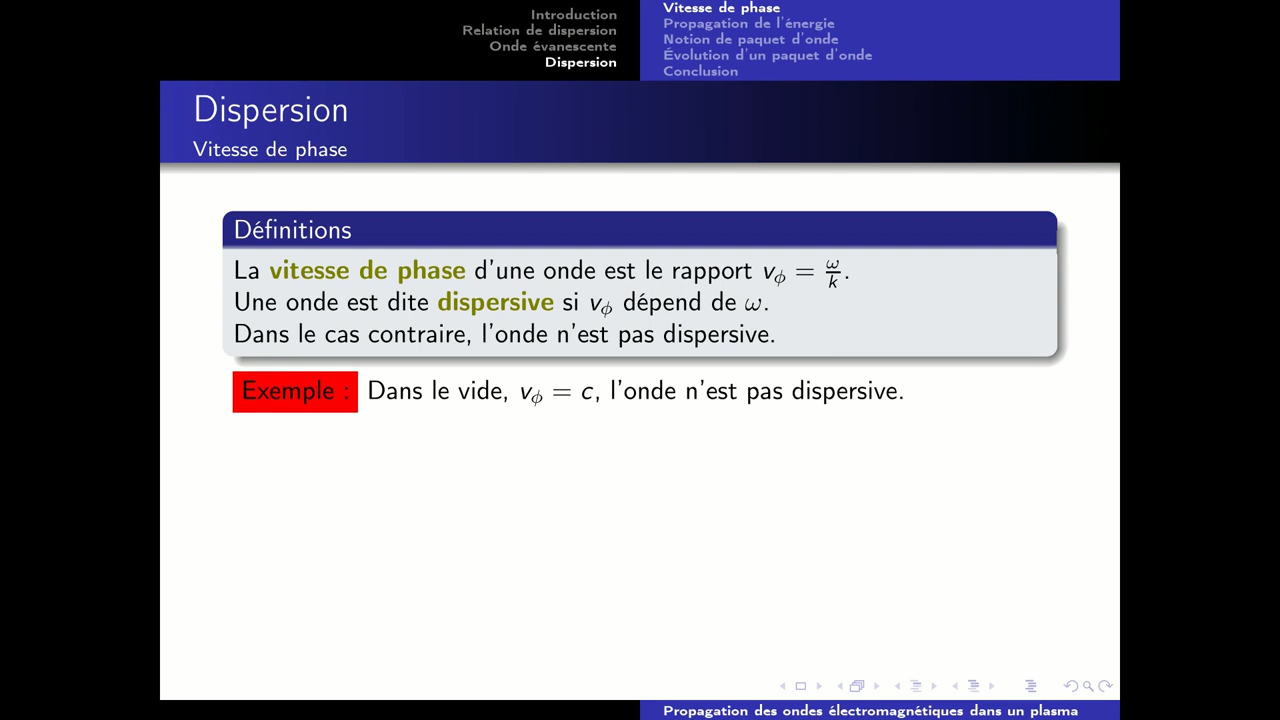 Introduction
Relation de dispersion
Onde évanescente
Dispersion
Vitesse de phase
Propagation de l'énergie
Notion de paquet d'onde
Évolution d'un paquet d'onde
Conclusion
Dispersion
Vitesse de phase
Définitions
La vitesse de phase d'une onde est le rapport v_ϕ = ω/k.
Une onde est dite dispersive si v_ϕ dépend de ω.
Dans le cas contraire, l'onde n'est pas dispersive.
Exemple : Dans le vide, v_ϕ = c, l'onde n'est pas dispersive.
Propagation des ondes électromagnétiques dans un plasma